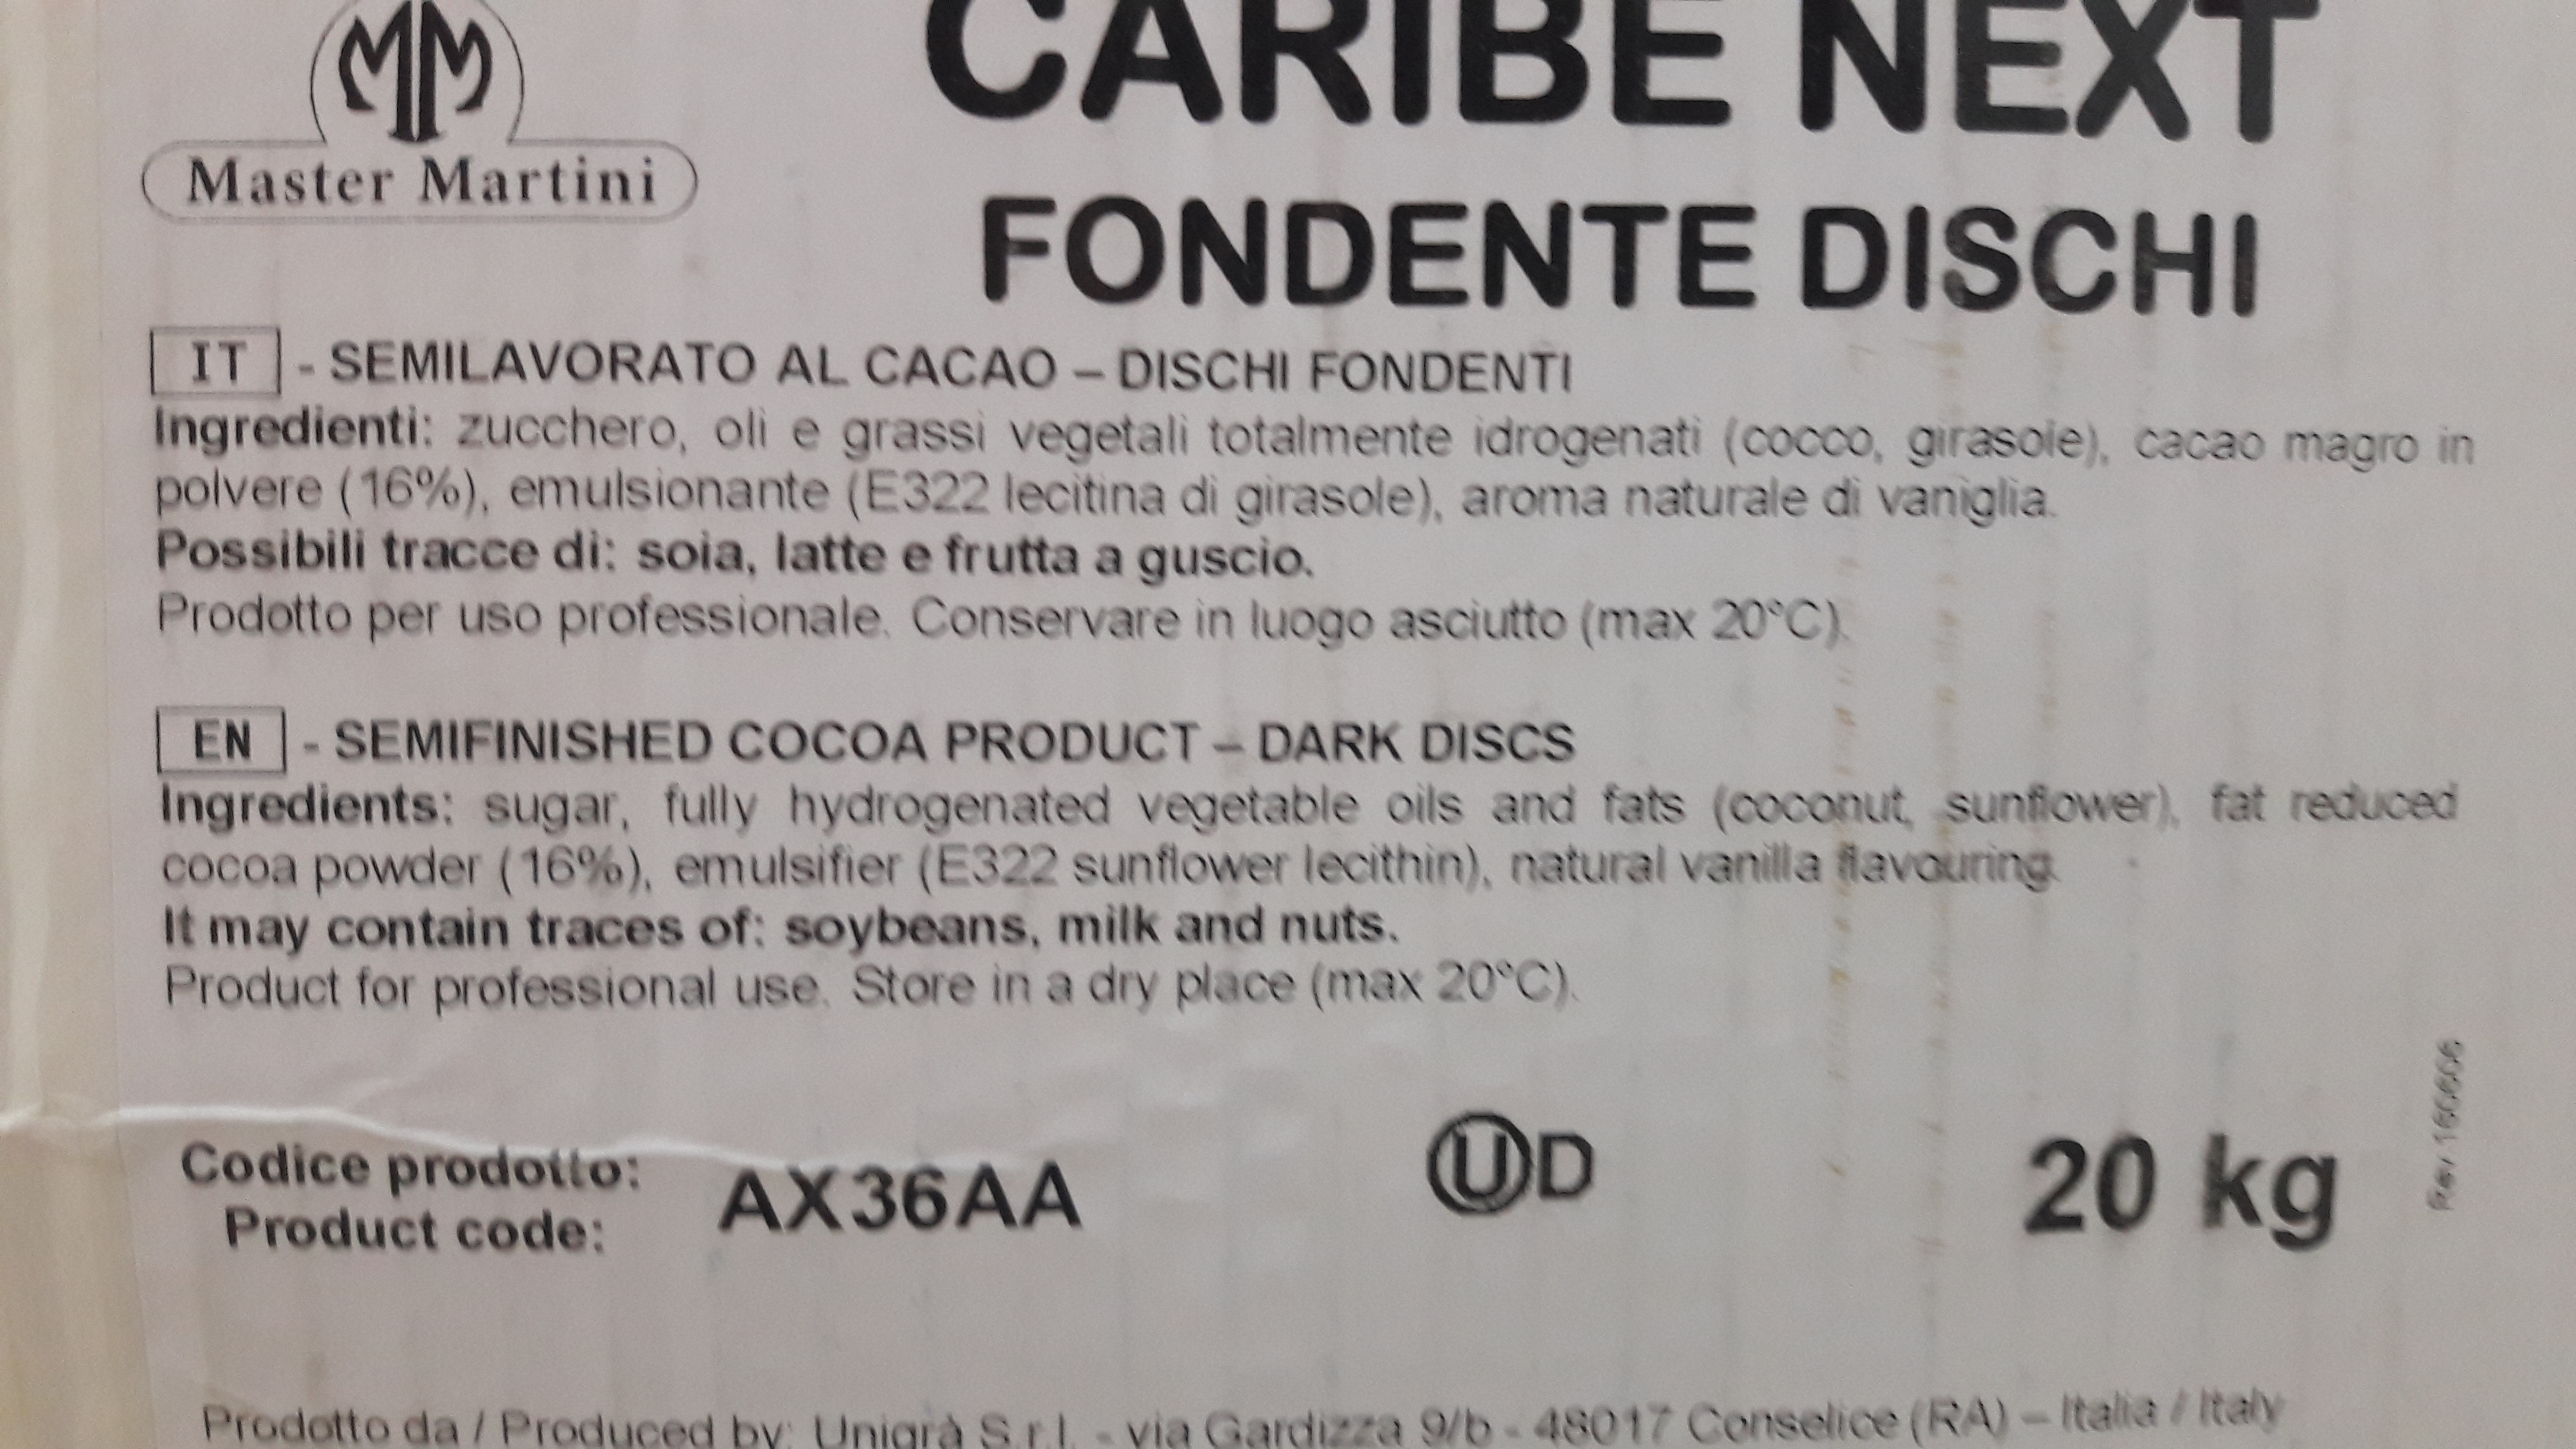 MM
Master Martini
CARIBE NEXT
FONDENTE DISCHI
IT - SEMILAVORATO AL CACAO – DISCHI FONDENTI
Ingredienti: zucchero, oli e grassi vegetali totalmente idrogenati (cocco, girasole), cacao magro in
polvere (16%), emulsionante (E322 lecitina di girasole), aroma naturale di vaniglia.
Possibili tracce di: soia, latte e frutta a guscio.
Prodotto per uso professionale. Conservare in luogo asciutto (max 20°C).
EN - SEMIFINISHED COCOA PRODUCT – DARK DISCS
Ingredients: sugar, fully hydrogenated vegetable oils and fats (coconut, sunflower), fat reduced
cocoa powder (16%), emulsifier (E322 sunflower lecithin), natural vanilla flavouring.
It may contain traces of: soybeans, milk and nuts.
Product for professional use. Store in a dry place (max 20°C).
Codice prodotto:
Product code:
AX36AA
UD
20 kg
Rev
Prodotto da / Produced by: Unigrà S.r.l. - via Gardizza 9/b - 48017 Conselice (RA) – Italia / Italy